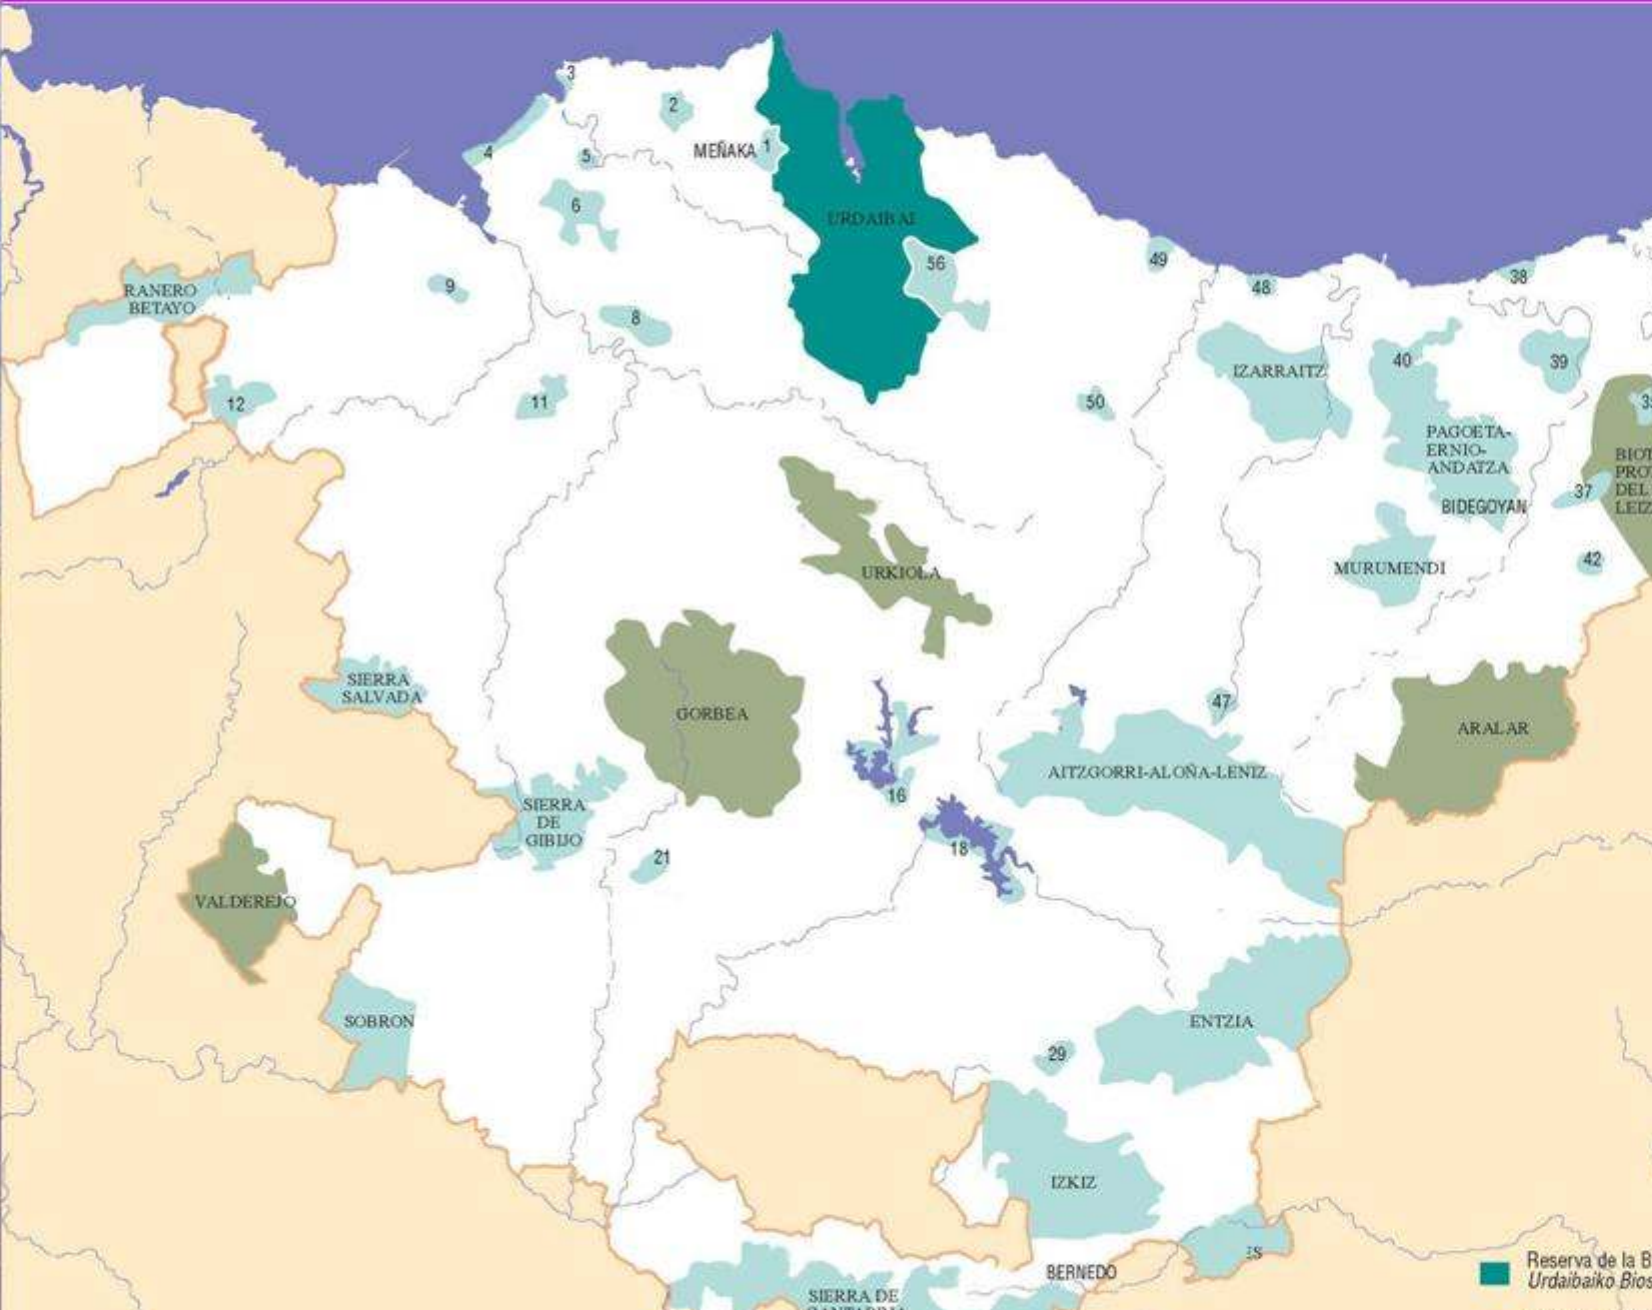 3
2
4
5
MEÑAKA
1
6
URDAIBAI
56
49
48
38
RANERO
BETAYO
9
8
IZARRAITZ
40
39
12
11
50
PAGOETA-
ERNIO-
ANDATZA
BIDEGOYAN
37
42
MURUMENDI
URKIOLA
SIERRA
SALVADA
GORBEA
47
ARALAR
AITZGORRI-ALOÑA-LENIZ
16
SIERRA
DE
GIBIJO
18
21
VALDEREJO
SOBRON
ENTZIA
29
IZKIZ
BERNEDO
SIERRA DE
Reserva de la
Urdaibaiko